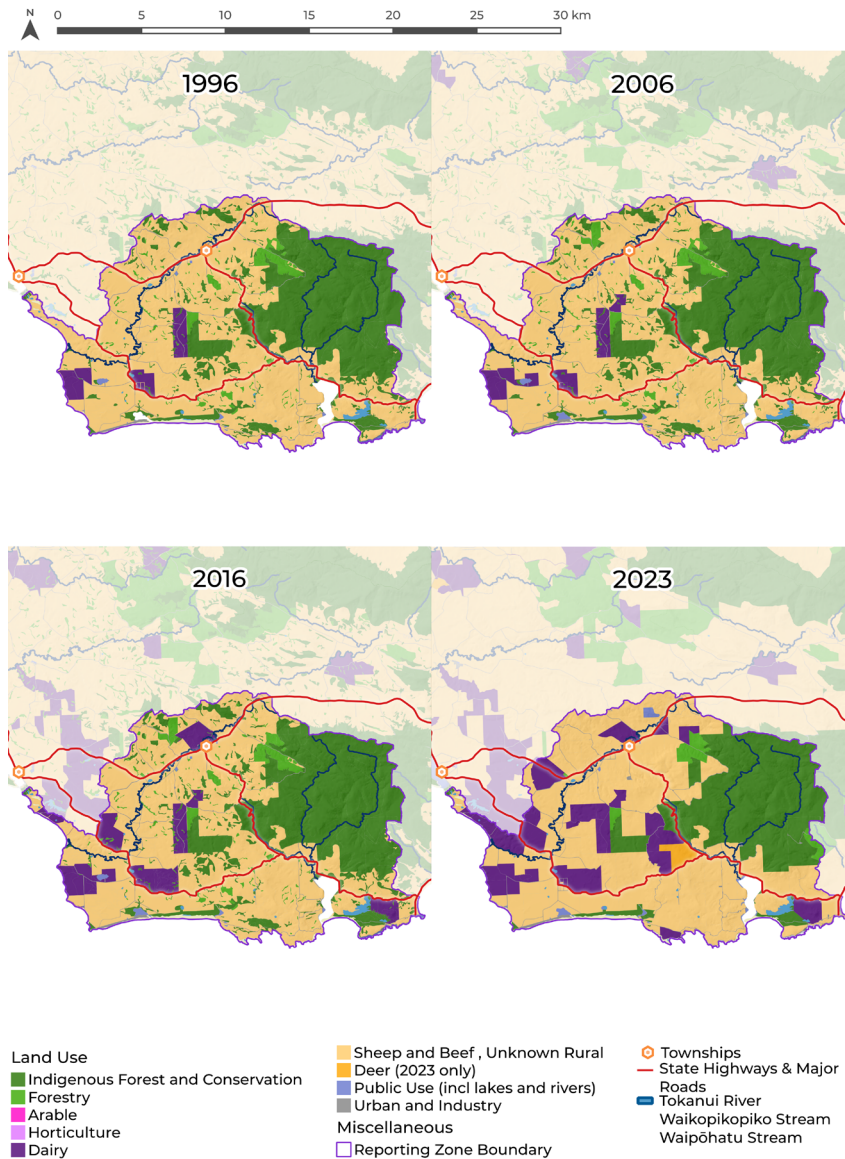 N
0 5 10 15 20 25 30 km
1996
2006
2016
2023
Land Use
Indigenous Forest and Conservation
Forestry
Arable
Horticulture
Dairy
Sheep and Beef , Unknown Rural
Deer (2023 only)
Public Use (incl lakes and rivers)
Urban and Industry
Miscellaneous
Reporting Zone Boundary
Townships
State Highways & Major
Roads
Tokanui River
Waikopikopiko Stream
Waipōhatu Stream